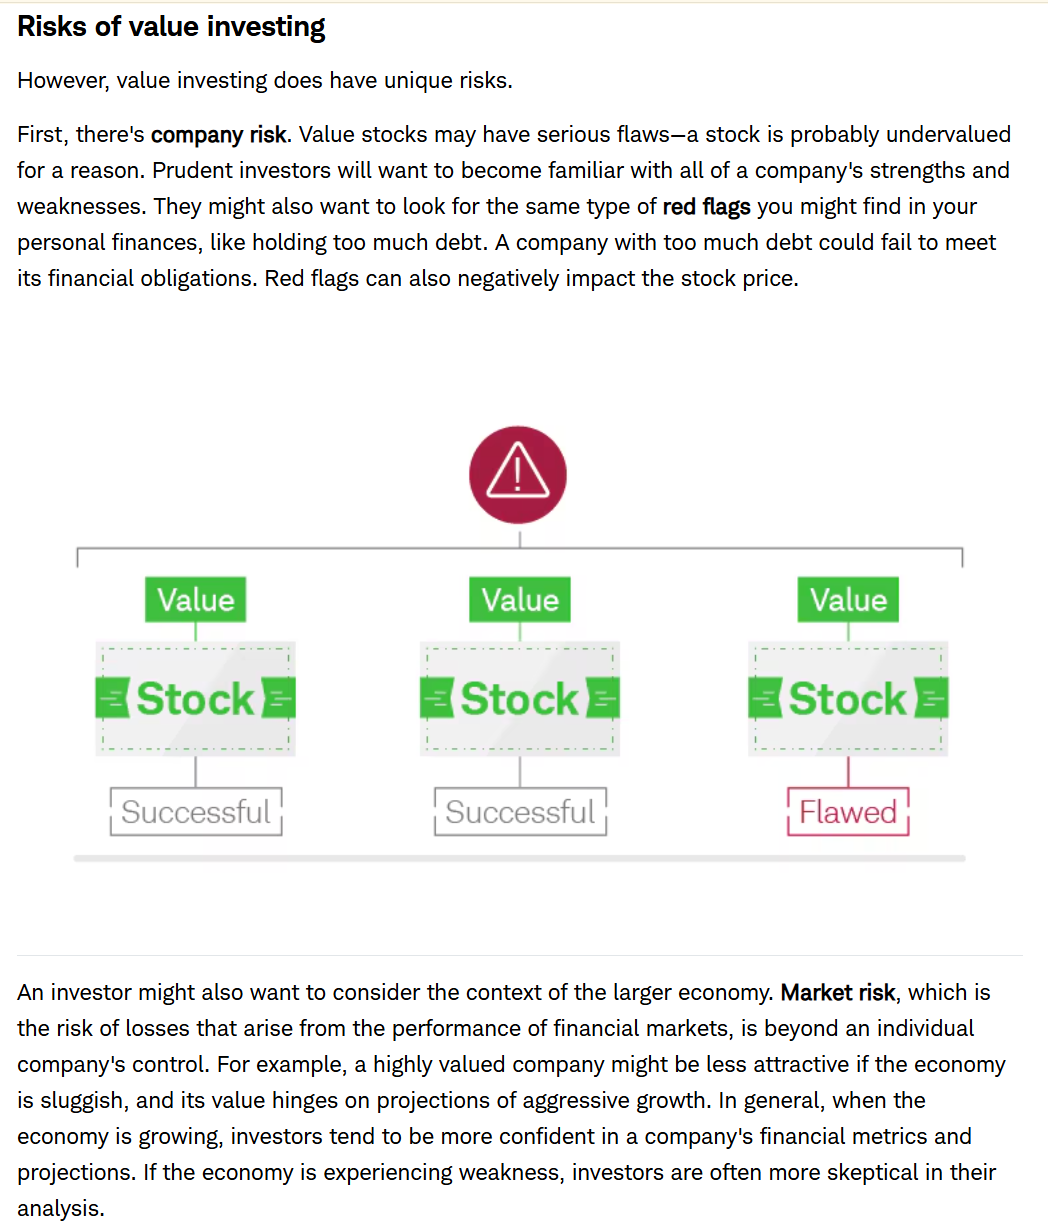 Risks of value investing
However, value investing does have unique risks.
First, there's company risk. Value stocks may have serious flaws—a stock is probably undervalued
for a reason. Prudent investors will want to become familiar with all of a company's strengths and
weaknesses. They might also want to look for the same type of red flags you might find in your
personal finances, like holding too much debt. A company with too much debt could fail to meet
its financial obligations. Red flags can also negatively impact the stock price.
Value Value Value
Stock Stock Stock
Successful Successful Flawed
An investor might also want to consider the context of the larger economy. Market risk, which is
the risk of losses that arise from the performance of financial markets, is beyond an individual
company's control. For example, a highly valued company might be less attractive if the economy
is sluggish, and its value hinges on projections of aggressive growth. In general, when the
economy is growing, investors tend to be more confident in a company's financial metrics and
projections. If the economy is experiencing weakness, investors are often more skeptical in their
analysis.